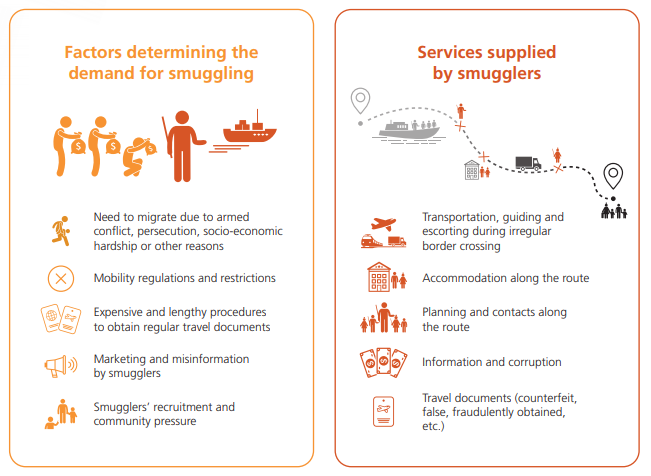 Factors determining the
demand for smuggling
$
$
$
Need to migrate due to armed
conflict, persecution, socio-economic
hardship or other reasons
Mobility regulations and restrictions
Expensive and lengthy procedures
to obtain regular travel documents
Marketing and misinformation
by smugglers
Smugglers’ recruitment and
community pressure
Services supplied
by smugglers
Transportation, guiding and
escorting during irregular
border crossing
Accommodation along the route
Planning and contacts along
the route
$ $ $
Information and corruption
Travel documents (counterfeit,
false, fraudulently obtained,
etc.)